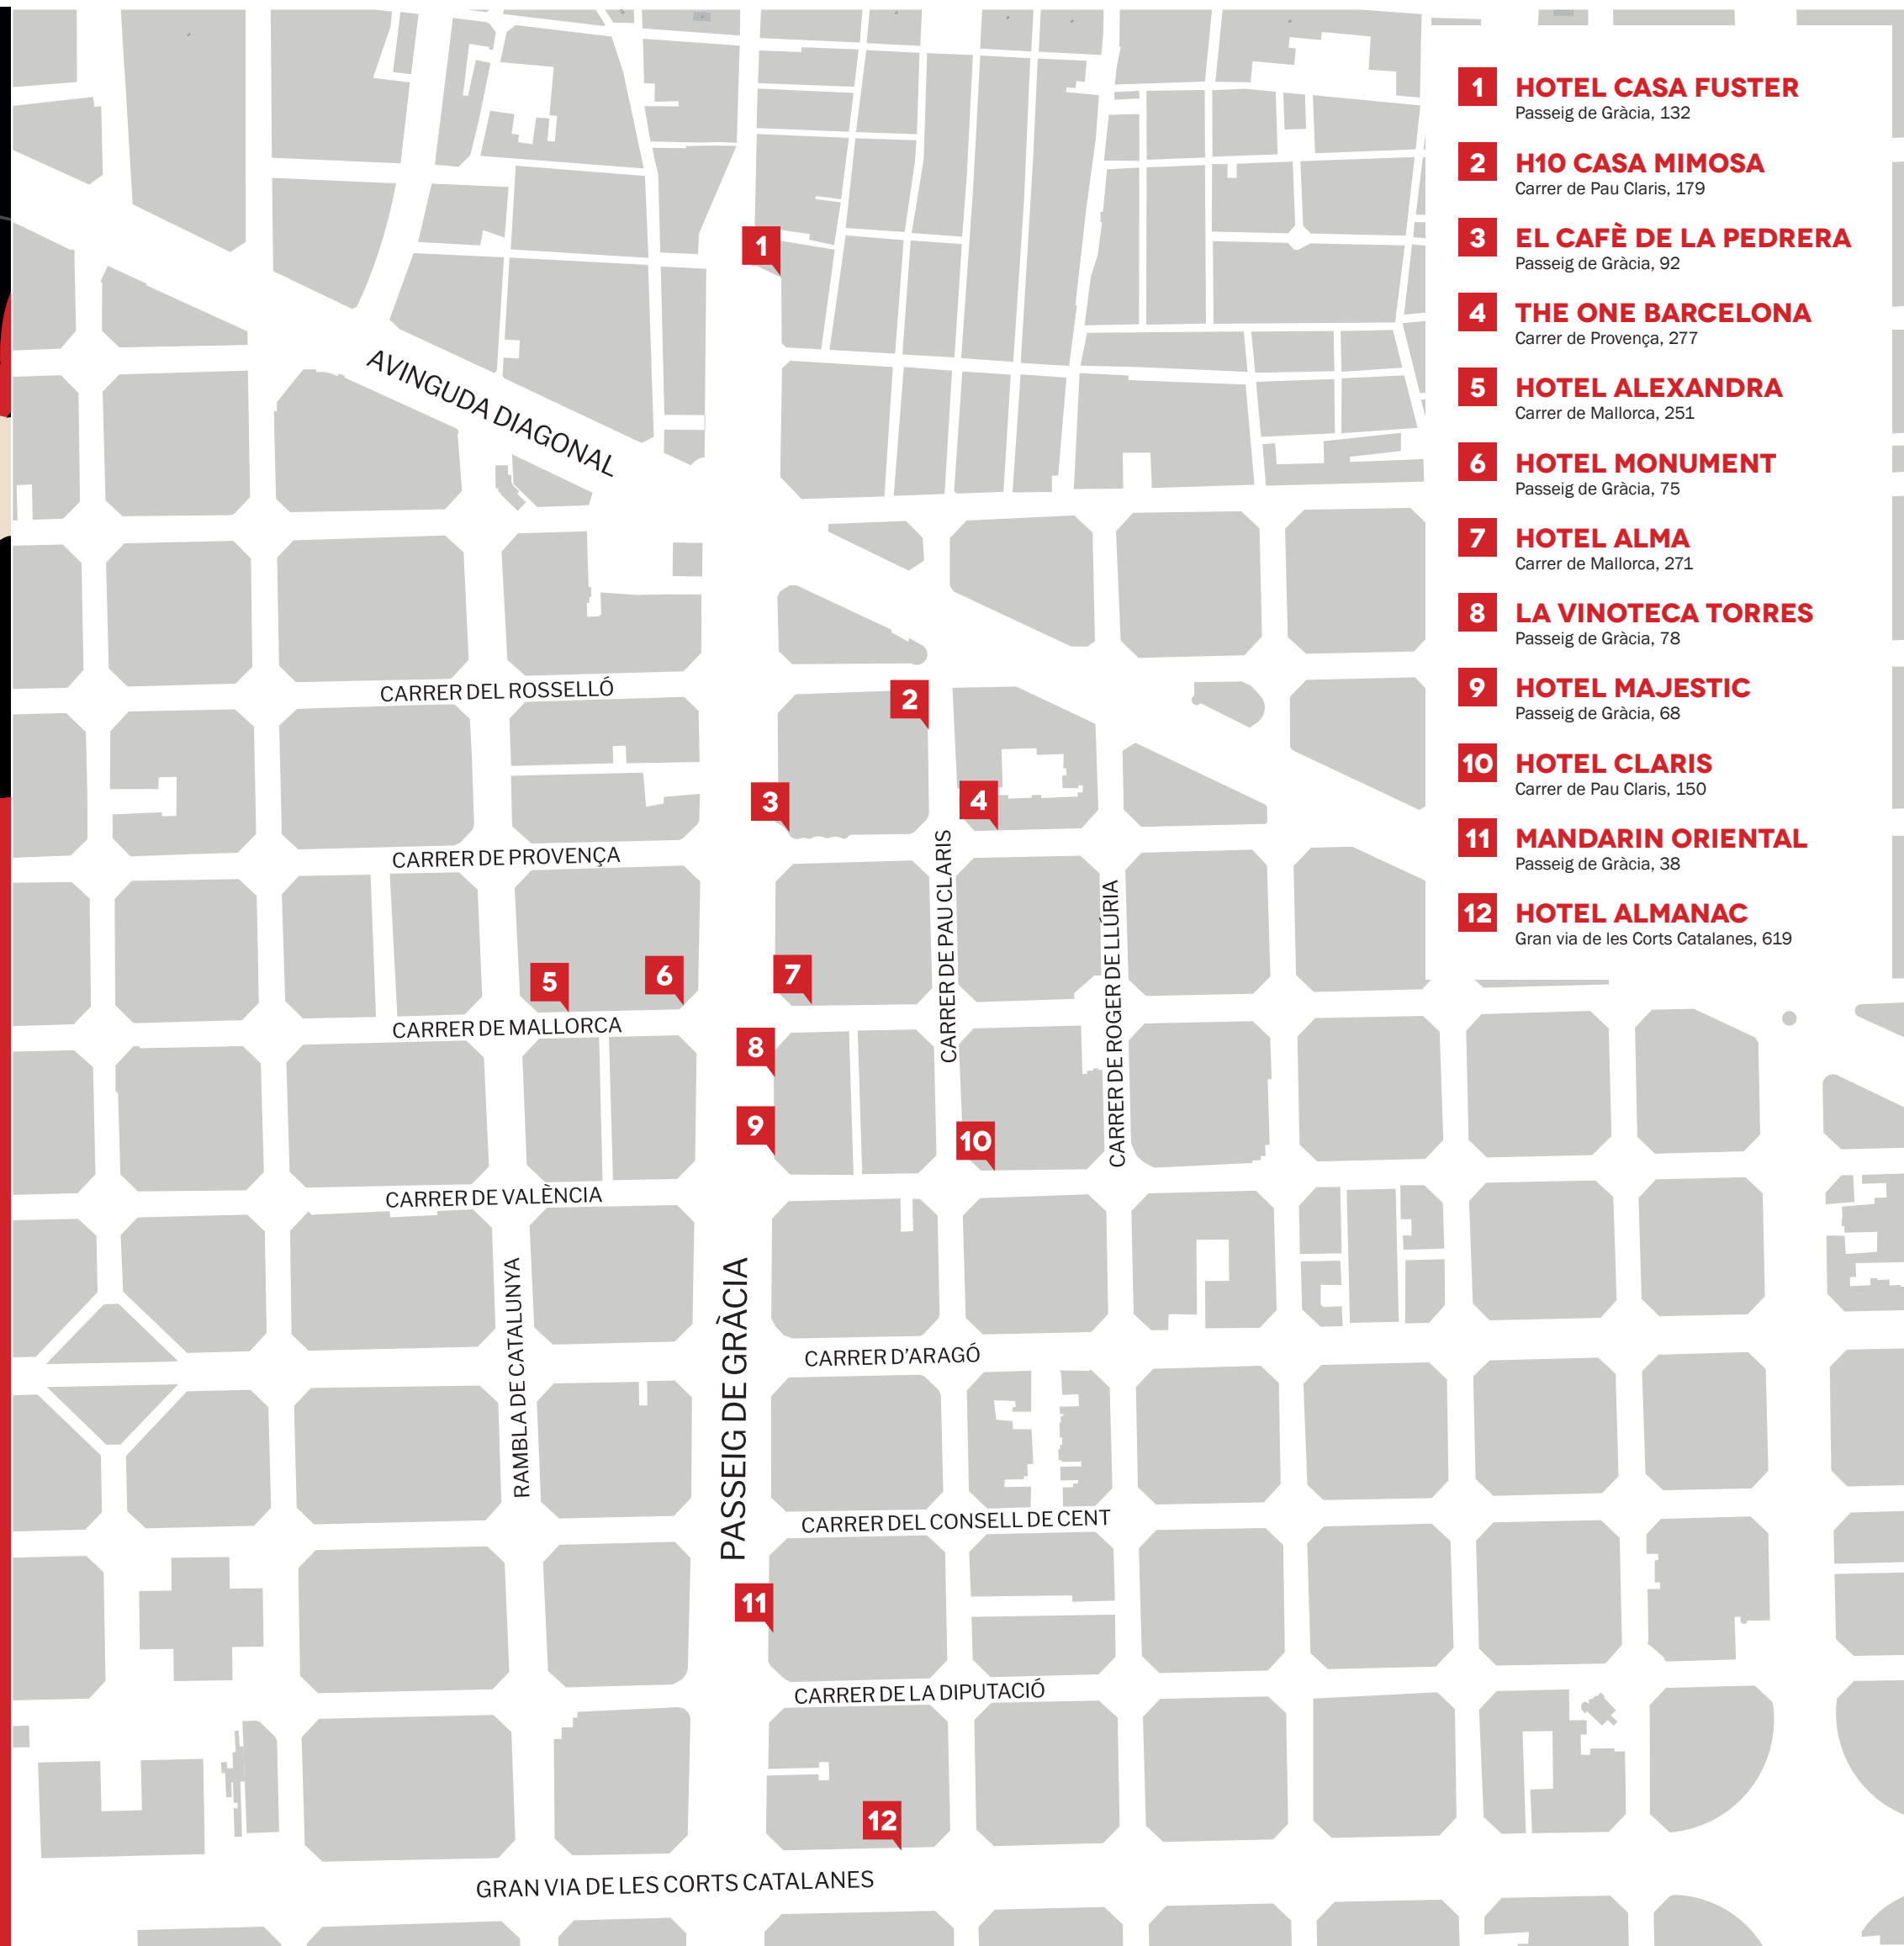 1 HOTEL CASA FUSTER
Passeig de Gràcia, 132
2 H10 CASA MIMOSA
Carrer de Pau Claris, 179
3 EL CAFÈ DE LA PEDRERA
Passeig de Gràcia, 92
4 THE ONE BARCELONA
Carrer de Provença, 277
5 HOTEL ALEXANDRA
Carrer de Mallorca, 251
6 HOTEL MONUMENT
Passeig de Gràcia, 75
7 HOTEL ALMA
Carrer de Mallorca, 271
8 LA VINOTECA TORRES
Passeig de Gràcia, 78
9 HOTEL MAJESTIC
Passeig de Gràcia, 68
10 HOTEL CLARIS
Carrer de Pau Claris, 150
11 MANDARIN ORIENTAL
Passeig de Gràcia, 38
12 HOTEL ALMANAC
Gran via de les Corts Catalanes, 619
1
AVINGUDA DIAGONAL
CARRER DEL ROSSELLÓ
2
3
4
CARRER DE PROVENÇA
CARRER DE PAU CLARIS
CARRER DE ROGER DE LLÚRIA
5
6
7
CARRER DE MALLORCA
8
9
10
CARRER DE VALÈNCIA
RAMBLA DE CATALUNYA
PASSEIG DE GRÀCIA
CARRER D'ARAGÓ
CARRER DEL CONSELL DE CENT
11
CARRER DE LA DIPUTACIÓ
12
GRAN VIA DE LES CORTS CATALANES